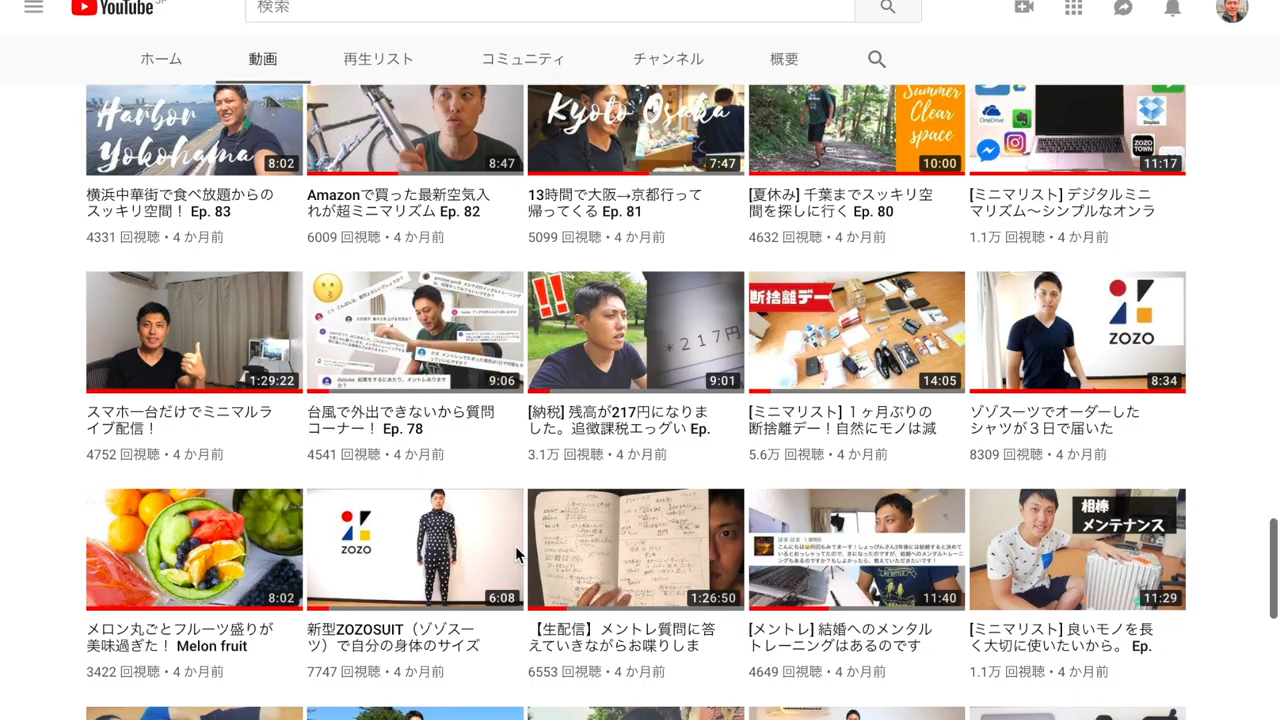 YouTube JP
検索
ホーム
動画
再生リスト
コミュニティ
チャンネル
概要
Harbor
Yokohama
8:02
8:47
Kyoto Osaka
7:47
Summer
Clear
space
10:00
OneDrive
Dropbox
ZOZO
TOWN
11:17
横浜中華街で食べ放題からの
スッキリ空間！ Ep. 83
4331 回視聴・4 か月前
Amazonで買った最新空気入
れが超ミニマリズム Ep. 82
6009 回視聴・4 か月前
13時間で大阪→京都行って
帰ってくる Ep. 81
5099 回視聴・4 か月前
[夏休み] 千葉までスッキリ空
間を探しに行く Ep. 80
4632 回視聴・4 か月前
[ミニマリスト] デジタルミニ
マリズム〜シンプルなオンラ
1.1万 回視聴・4 か月前
1:29:22
9:06
!!
*217円
9:01
断捨離デー
14:05
ZOZO
8:34
スマホ一台だけでミニマルラ
イブ配信！
4752 回視聴・4 か月前
台風で外出できないから質問
コーナー！ Ep. 78
4541 回視聴・4 か月前
[納税] 残高が217円になりま
した。追徴課税エっグい Ep.
3.1万 回視聴・4 か月前
[ミニマリスト] １ヶ月ぶりの
断捨離デー！自然にモノは減
5.6万 回視聴・4 か月前
ゾゾスーツでオーダーした
シャツが３日で届いた
8309 回視聴・4 か月前
8:02
ZOZO
6:08
1:26:50
11:40
相棒
メンテナンス
11:29
メロン丸ごとフルーツ盛りが
美味過ぎた！ Melon fruit
3422 回視聴・4 か月前
新型ZOZOSUIT（ゾゾスー
ツ）で自分の身体のサイズ
7747 回視聴・4 か月前
【生配信】メントレ質問に答
えていきながらお喋りしま
6553 回視聴・4 か月前
[メントレ] 結婚へのメンタル
トレーニングはあるのです
4649 回視聴・4 か月前
[ミニマリスト] 良いモノを長
く大切に使いたいから。 Ep.
1.1万 回視聴・4 か月前